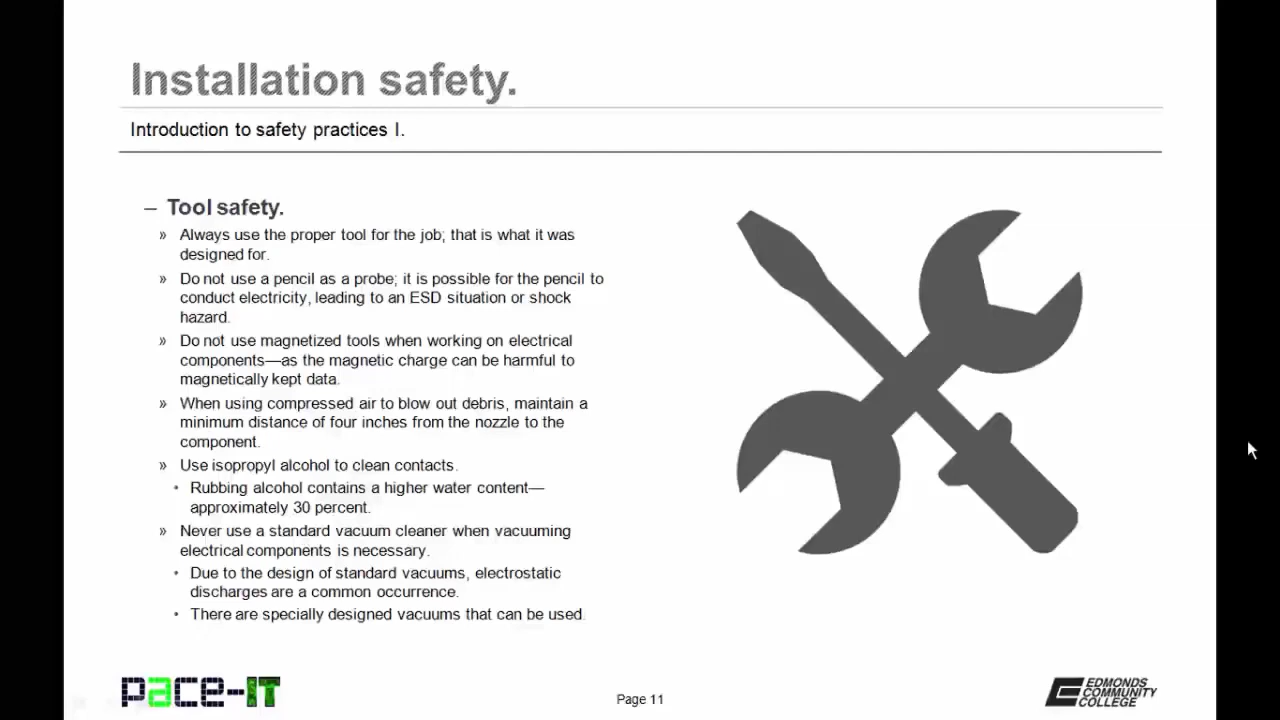 Installation safety.
Introduction to safety practices I.
– Tool safety.
» Always use the proper tool for the job; that is what it was
designed for.
» Do not use a pencil as a probe; it is possible for the pencil to
conduct electricity, leading to an ESD situation or shock
hazard.
» Do not use magnetized tools when working on electrical
components—as the magnetic charge can be harmful to
magnetically kept data.
» When using compressed air to blow out debris, maintain a
minimum distance of four inches from the nozzle to the
component.
» Use isopropyl alcohol to clean contacts.
• Rubbing alcohol contains a higher water content—
approximately 30 percent.
» Never use a standard vacuum cleaner when vacuuming
electrical components is necessary.
• Due to the design of standard vacuums, electrostatic
discharges are a common occurrence.
• There are specially designed vacuums that can be used.
pace-IT
Page 11
EDMONDS
COMMUNITY
COLLEGE